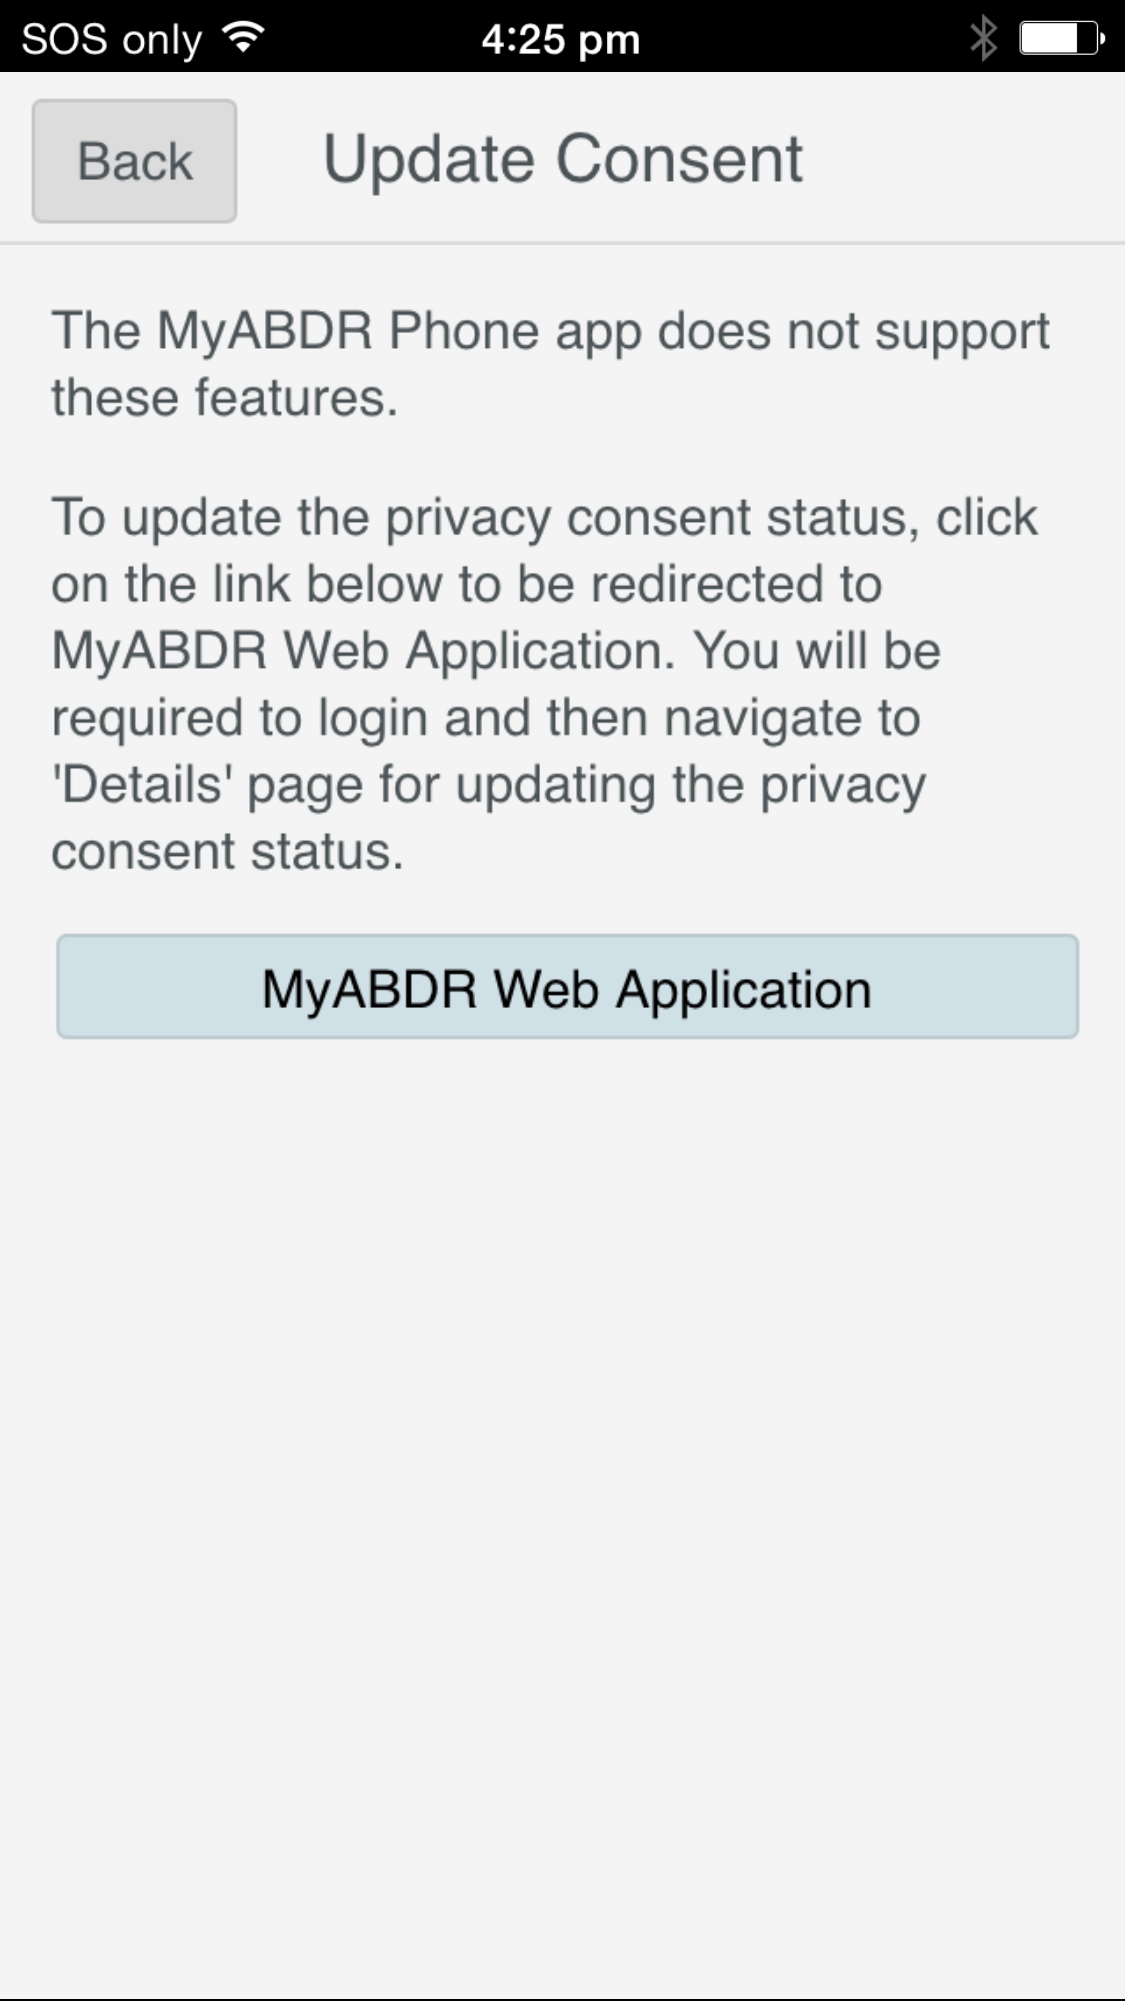 SOS only 4:25 pm
Back Update Consent
The MyABDR Phone app does not support
these features.
To update the privacy consent status, click
on the link below to be redirected to
MyABDR Web Application. You will be
required to login and then navigate to
'Details' page for updating the privacy
consent status.
MyABDR Web Application